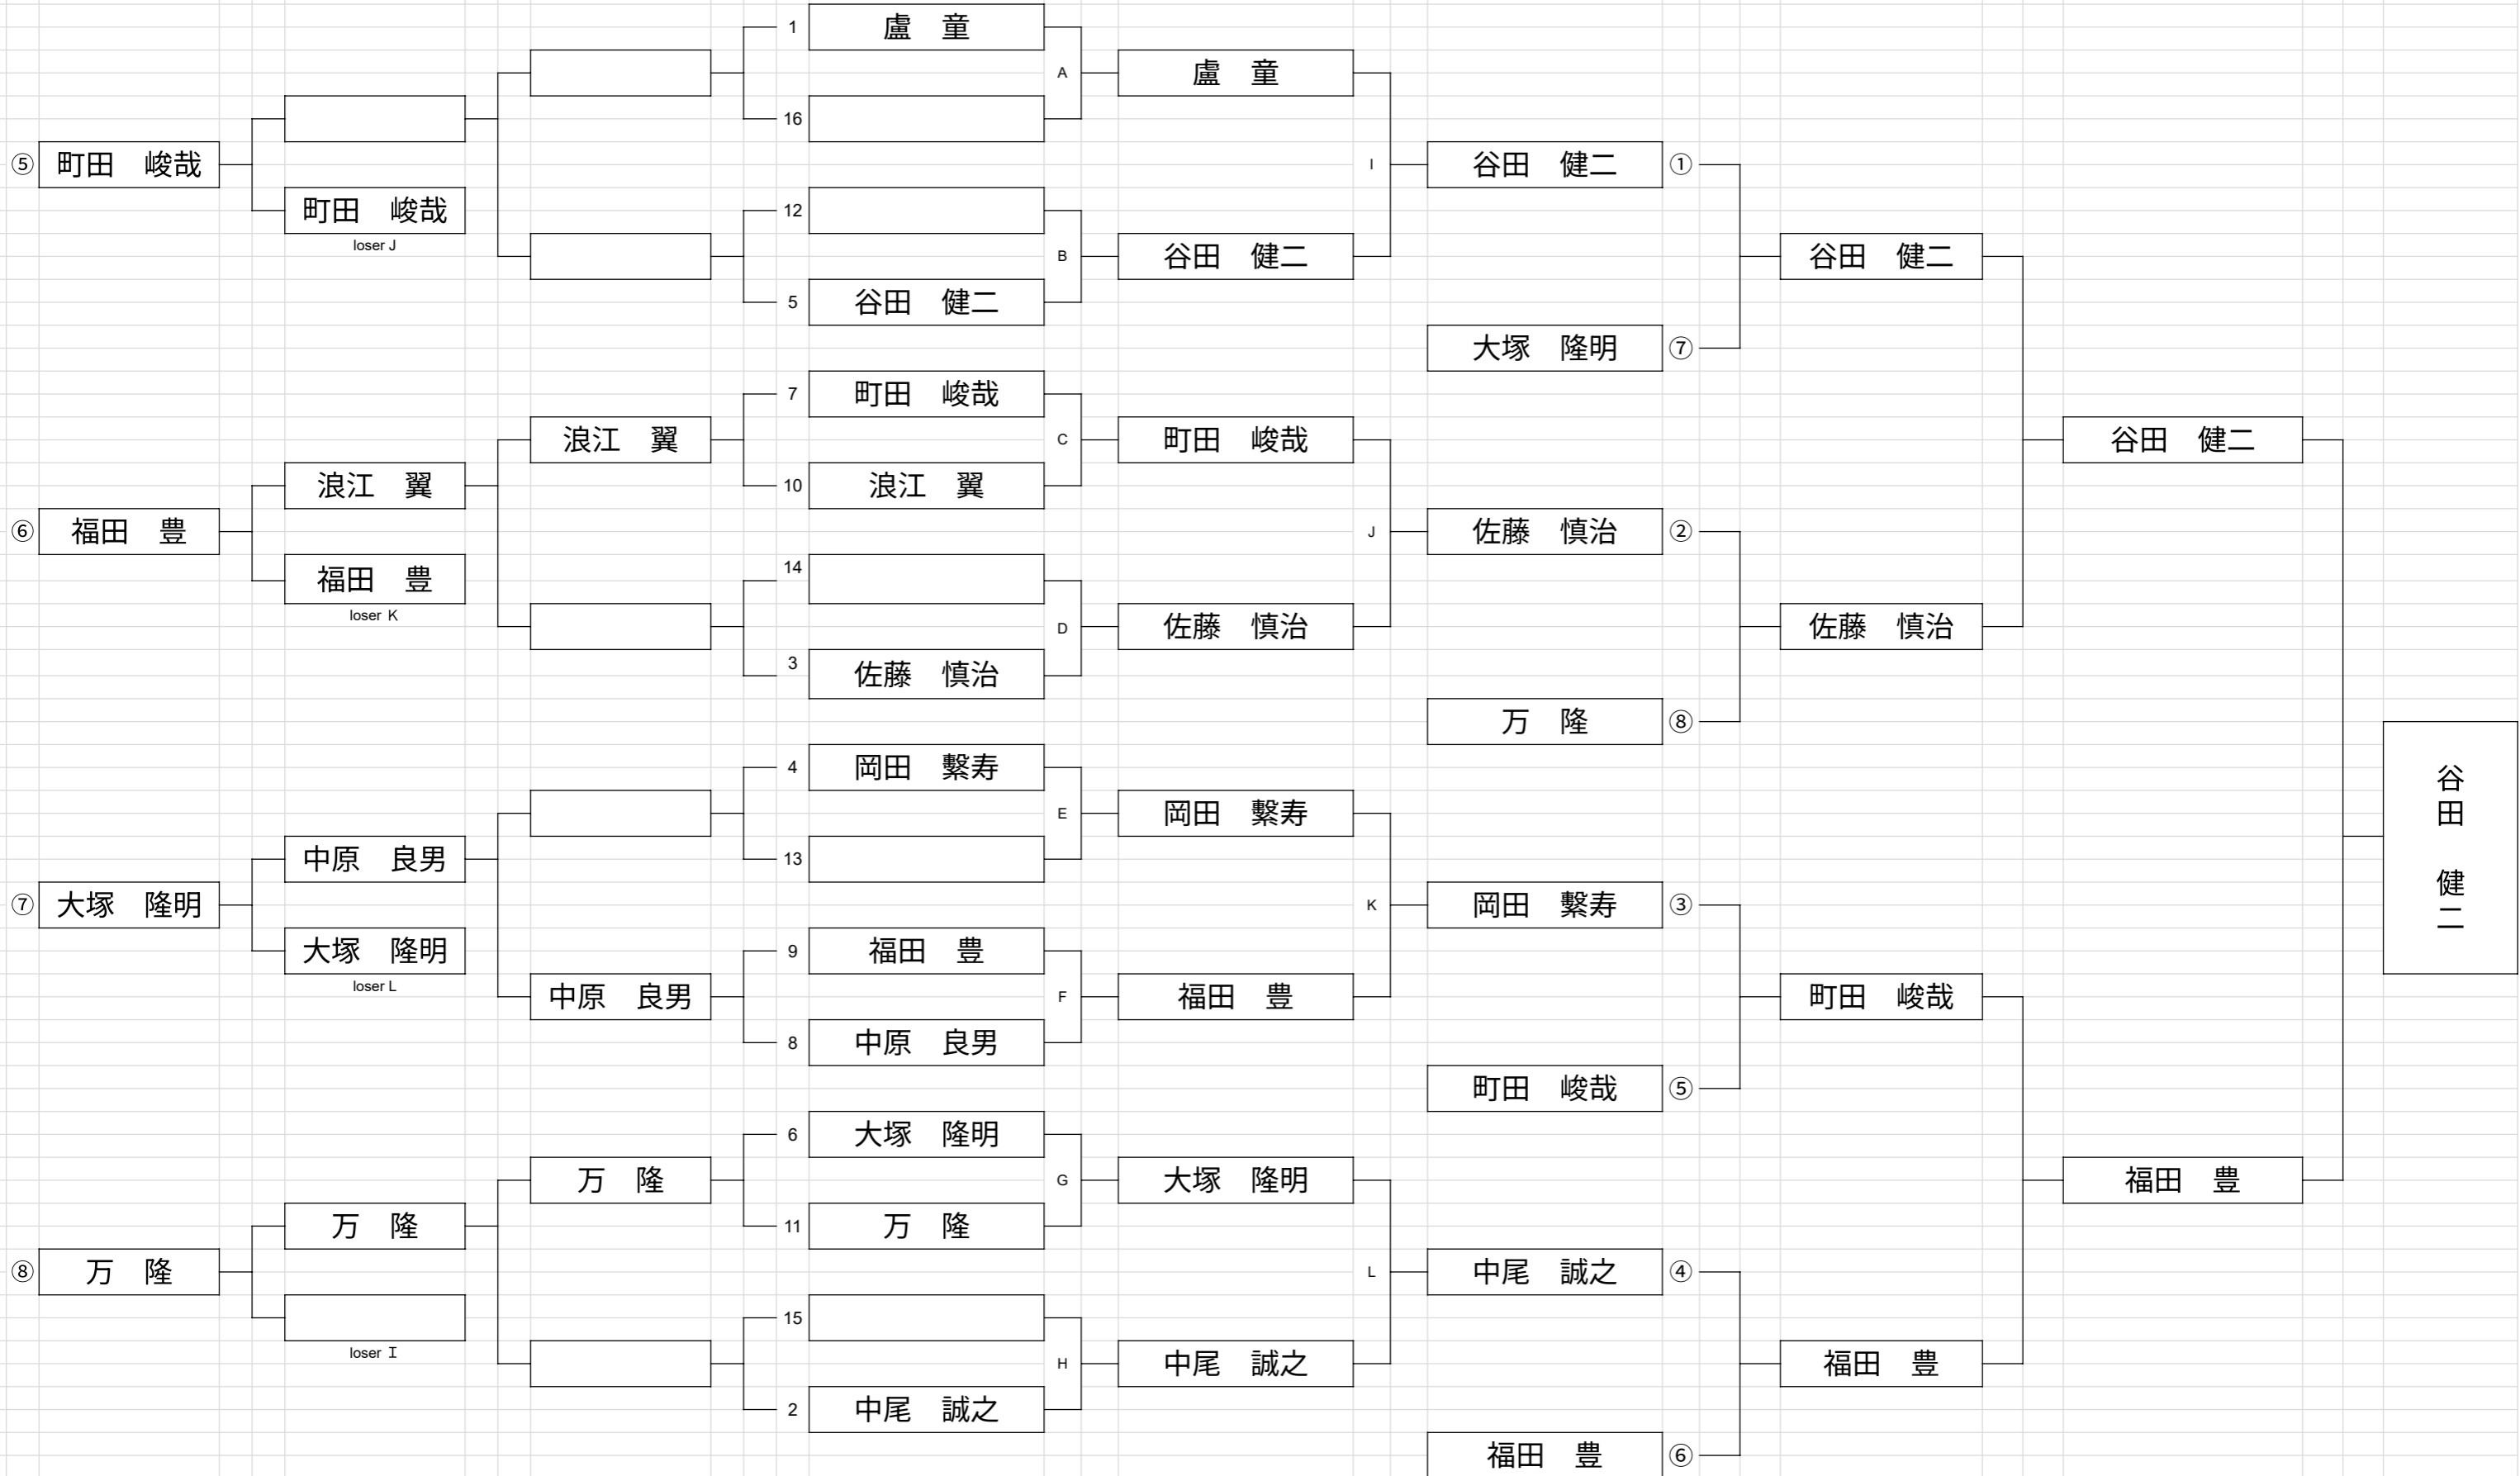 1 盧　童
A 盧　童
16
⑤ 町田　峻哉
I 谷田　健二 ①
町田　峻哉
12
loser J
B 谷田　健二
谷田　健二
5 谷田　健二
大塚　隆明 ⑦
7 町田　峻哉
浪江　翼
C 町田　峻哉
谷田　健二
浪江　翼
10 浪江　翼
⑥ 福田　豊
J 佐藤　慎治 ②
福田　豊
14
loser K
D 佐藤　慎治
佐藤　慎治
3 佐藤　慎治
万　隆 ⑧
4 岡田　繋寿
谷田　健二
E 岡田　繋寿
中原　良男
13
⑦ 大塚　隆明
K 岡田　繋寿 ③
大塚　隆明
9 福田　豊
loser L
中原　良男
F 福田　豊
町田　峻哉
8 中原　良男
町田　峻哉 ⑤
6 大塚　隆明
万　隆
G 大塚　隆明
福田　豊
万　隆
11 万　隆
⑧ 万　隆
L 中尾　誠之 ④
15
loser I
H 中尾　誠之
福田　豊
2 中尾　誠之
福田　豊 ⑥